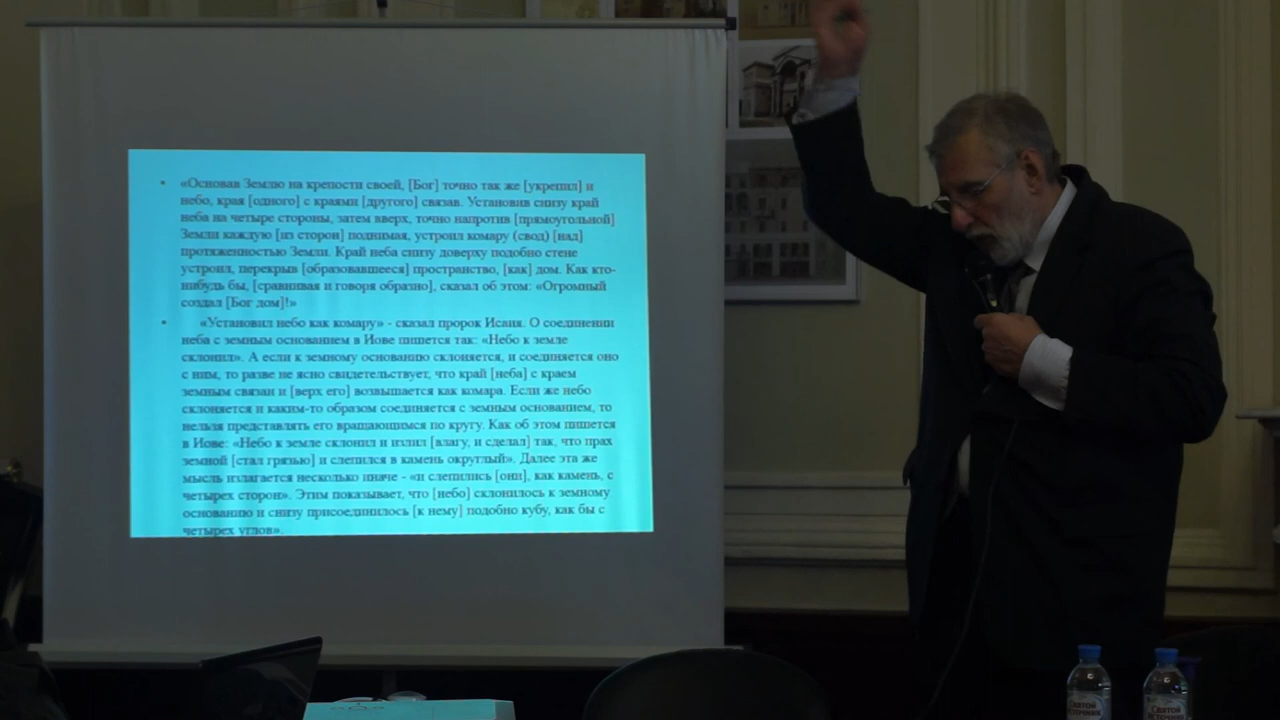 «Основав Землю на крепости своей, [Бог] точно так же [укрепил] и
небо, края [одного] с краями [другого] связав. Установив снизу край
неба на четыре стороны, затем вверх, точно напротив [прямоугольной]
Земли каждую [из сторон] поднимая, устроил комару (свод) [над]
протяженностью Земли. Край неба снизу доверху подобно стене
устроил, перекрыв [образовавшееся] пространство, [как] дом. Как кто-
нибудь бы, [сравнивая и говоря образно], сказал об этом: «Огромный
создал [Бог дом]!»
«Установил небо как комару» - сказал пророк Исаия. О соединении
неба с земным основанием в Иове пишется так: «Небо к земле
склонил». А если к земному основанию склоняется, и соединяется оно
с ним, то разве не ясно свидетельствует, что край [неба] с краем
земным связан и [верх его] возвышается как комара. Если же небо
склоняется и каким-то образом соединяется с земным основанием, то
нельзя представлять его вращающимся по кругу. Как об этом пишется
в Иове: «Небо к земле склонил и излил [влагу, и сделал] так, что прах
земной [стал грязью] и слепился в камень округлый». Далее эта же
мысль излагается несколько иначе - «и слепились [они], как камень, с
четырех сторон». Этим показывает, что [небо] склонилось к земному
основанию и снизу присоединилось [к нему] подобно кубу, как бы с
четырех углов».
Святой
Источник
Святой
Источник